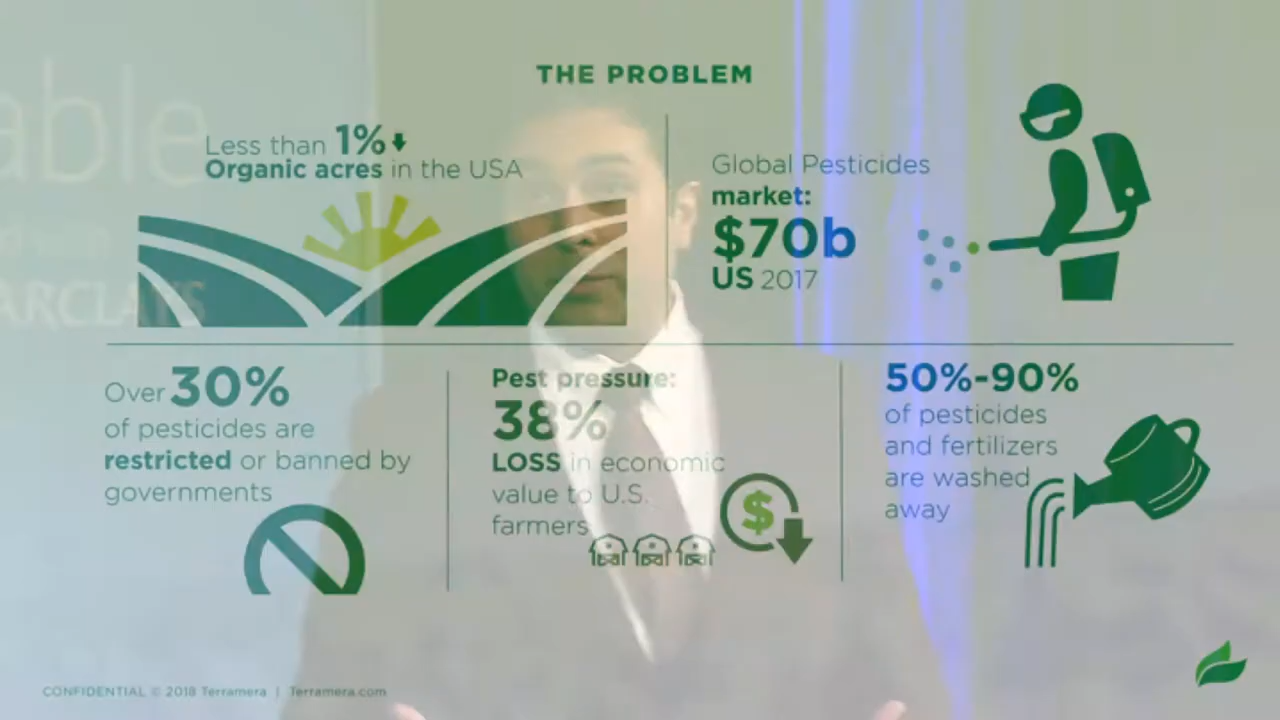 THE PROBLEM
Less than 1%
Organic acres in the USA
Global Pesticides
market:
$70b
US 2017
Over 30%
of pesticides are
restricted or banned by
governments
Pest pressure:
38%
LOSS in economic
value to U.S.
farmers
50%-90%
of pesticides
and fertilizers
are washed
away
$
able
ARCLAYS
CONFIDENTIAL © 2018 Terramera | Terramera.com